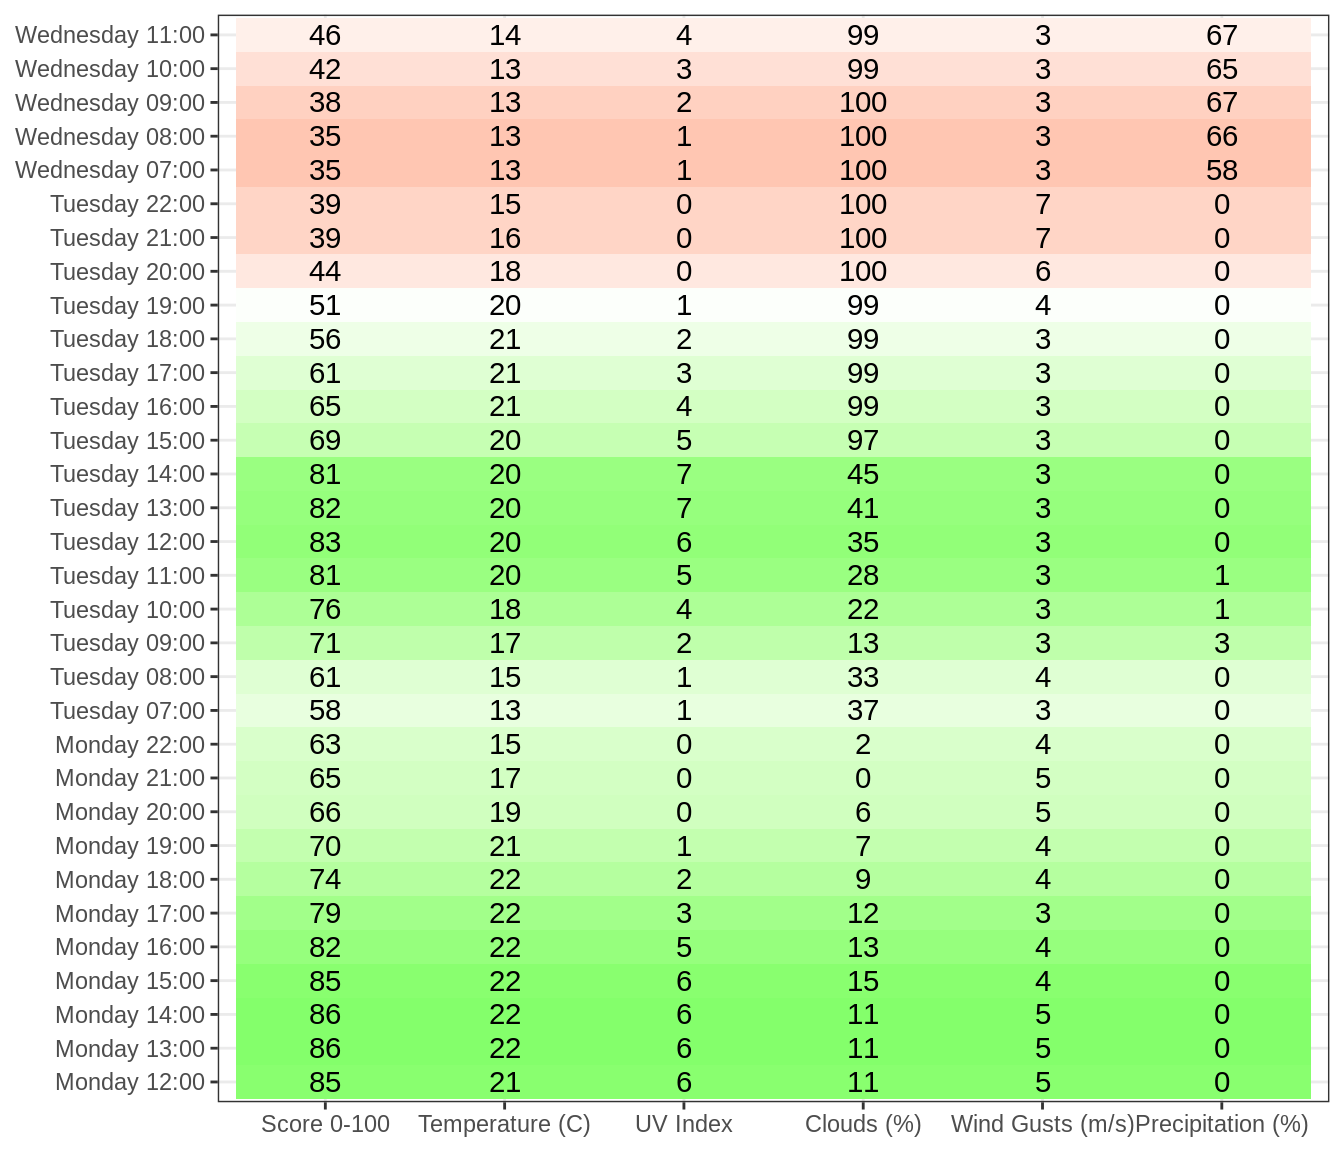 Wednesday 11:00 46 14 4 99 3 67
Wednesday 10:00 42 13 3 99 3 65
Wednesday 09:00 38 13 2 100 3 67
Wednesday 08:00 35 13 1 100 3 66
Wednesday 07:00 35 13 1 100 3 58
Tuesday 22:00 39 15 0 100 7 0
Tuesday 21:00 39 16 0 100 7 0
Tuesday 20:00 44 18 0 100 6 0
Tuesday 19:00 51 20 1 99 4 0
Tuesday 18:00 56 21 2 99 3 0
Tuesday 17:00 61 21 3 99 3 0
Tuesday 16:00 65 21 4 99 3 0
Tuesday 15:00 69 20 5 97 3 0
Tuesday 14:00 81 20 7 45 3 0
Tuesday 13:00 82 20 7 41 3 0
Tuesday 12:00 83 20 6 35 3 0
Tuesday 11:00 81 20 5 28 3 1
Tuesday 10:00 76 18 4 22 3 1
Tuesday 09:00 71 17 2 13 3 3
Tuesday 08:00 61 15 1 33 4 0
Tuesday 07:00 58 13 1 37 3 0
Monday 22:00 63 15 0 2 4 0
Monday 21:00 65 17 0 0 5 0
Monday 20:00 66 19 0 6 5 0
Monday 19:00 70 21 1 7 4 0
Monday 18:00 74 22 2 9 4 0
Monday 17:00 79 22 3 12 3 0
Monday 16:00 82 22 5 13 4 0
Monday 15:00 85 22 6 15 4 0
Monday 14:00 86 22 6 11 5 0
Monday 13:00 86 22 6 11 5 0
Monday 12:00 85 21 6 11 5 0
Score 0-100 Temperature (C) UV Index Clouds (%) Wind Gusts (m/s) Precipitation (%)